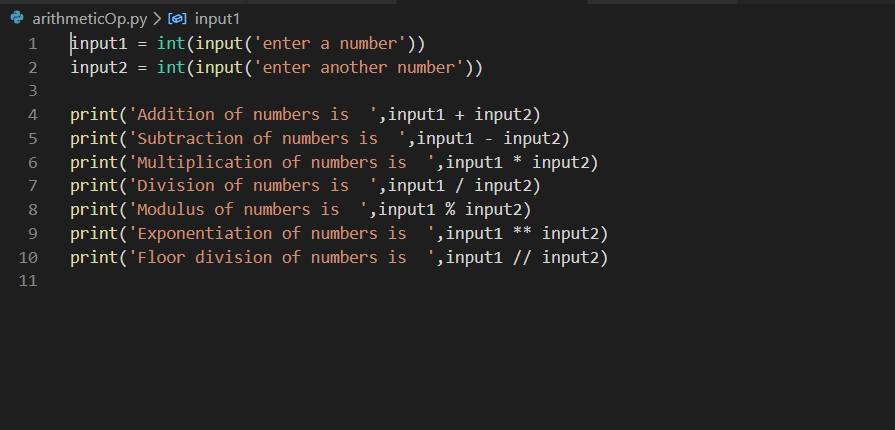 arithmeticOp.py > input1
1 input1 = int(input('enter a number'))
2 input2 = int(input('enter another number'))
3
4 print('Addition of numbers is  ',input1 + input2)
5 print('Subtraction of numbers is  ',input1 - input2)
6 print('Multiplication of numbers is  ',input1 * input2)
7 print('Division of numbers is  ',input1 / input2)
8 print('Modulus of numbers is  ',input1 % input2)
9 print('Exponentiation of numbers is  ',input1 ** input2)
10 print('Floor division of numbers is  ',input1 // input2)
11